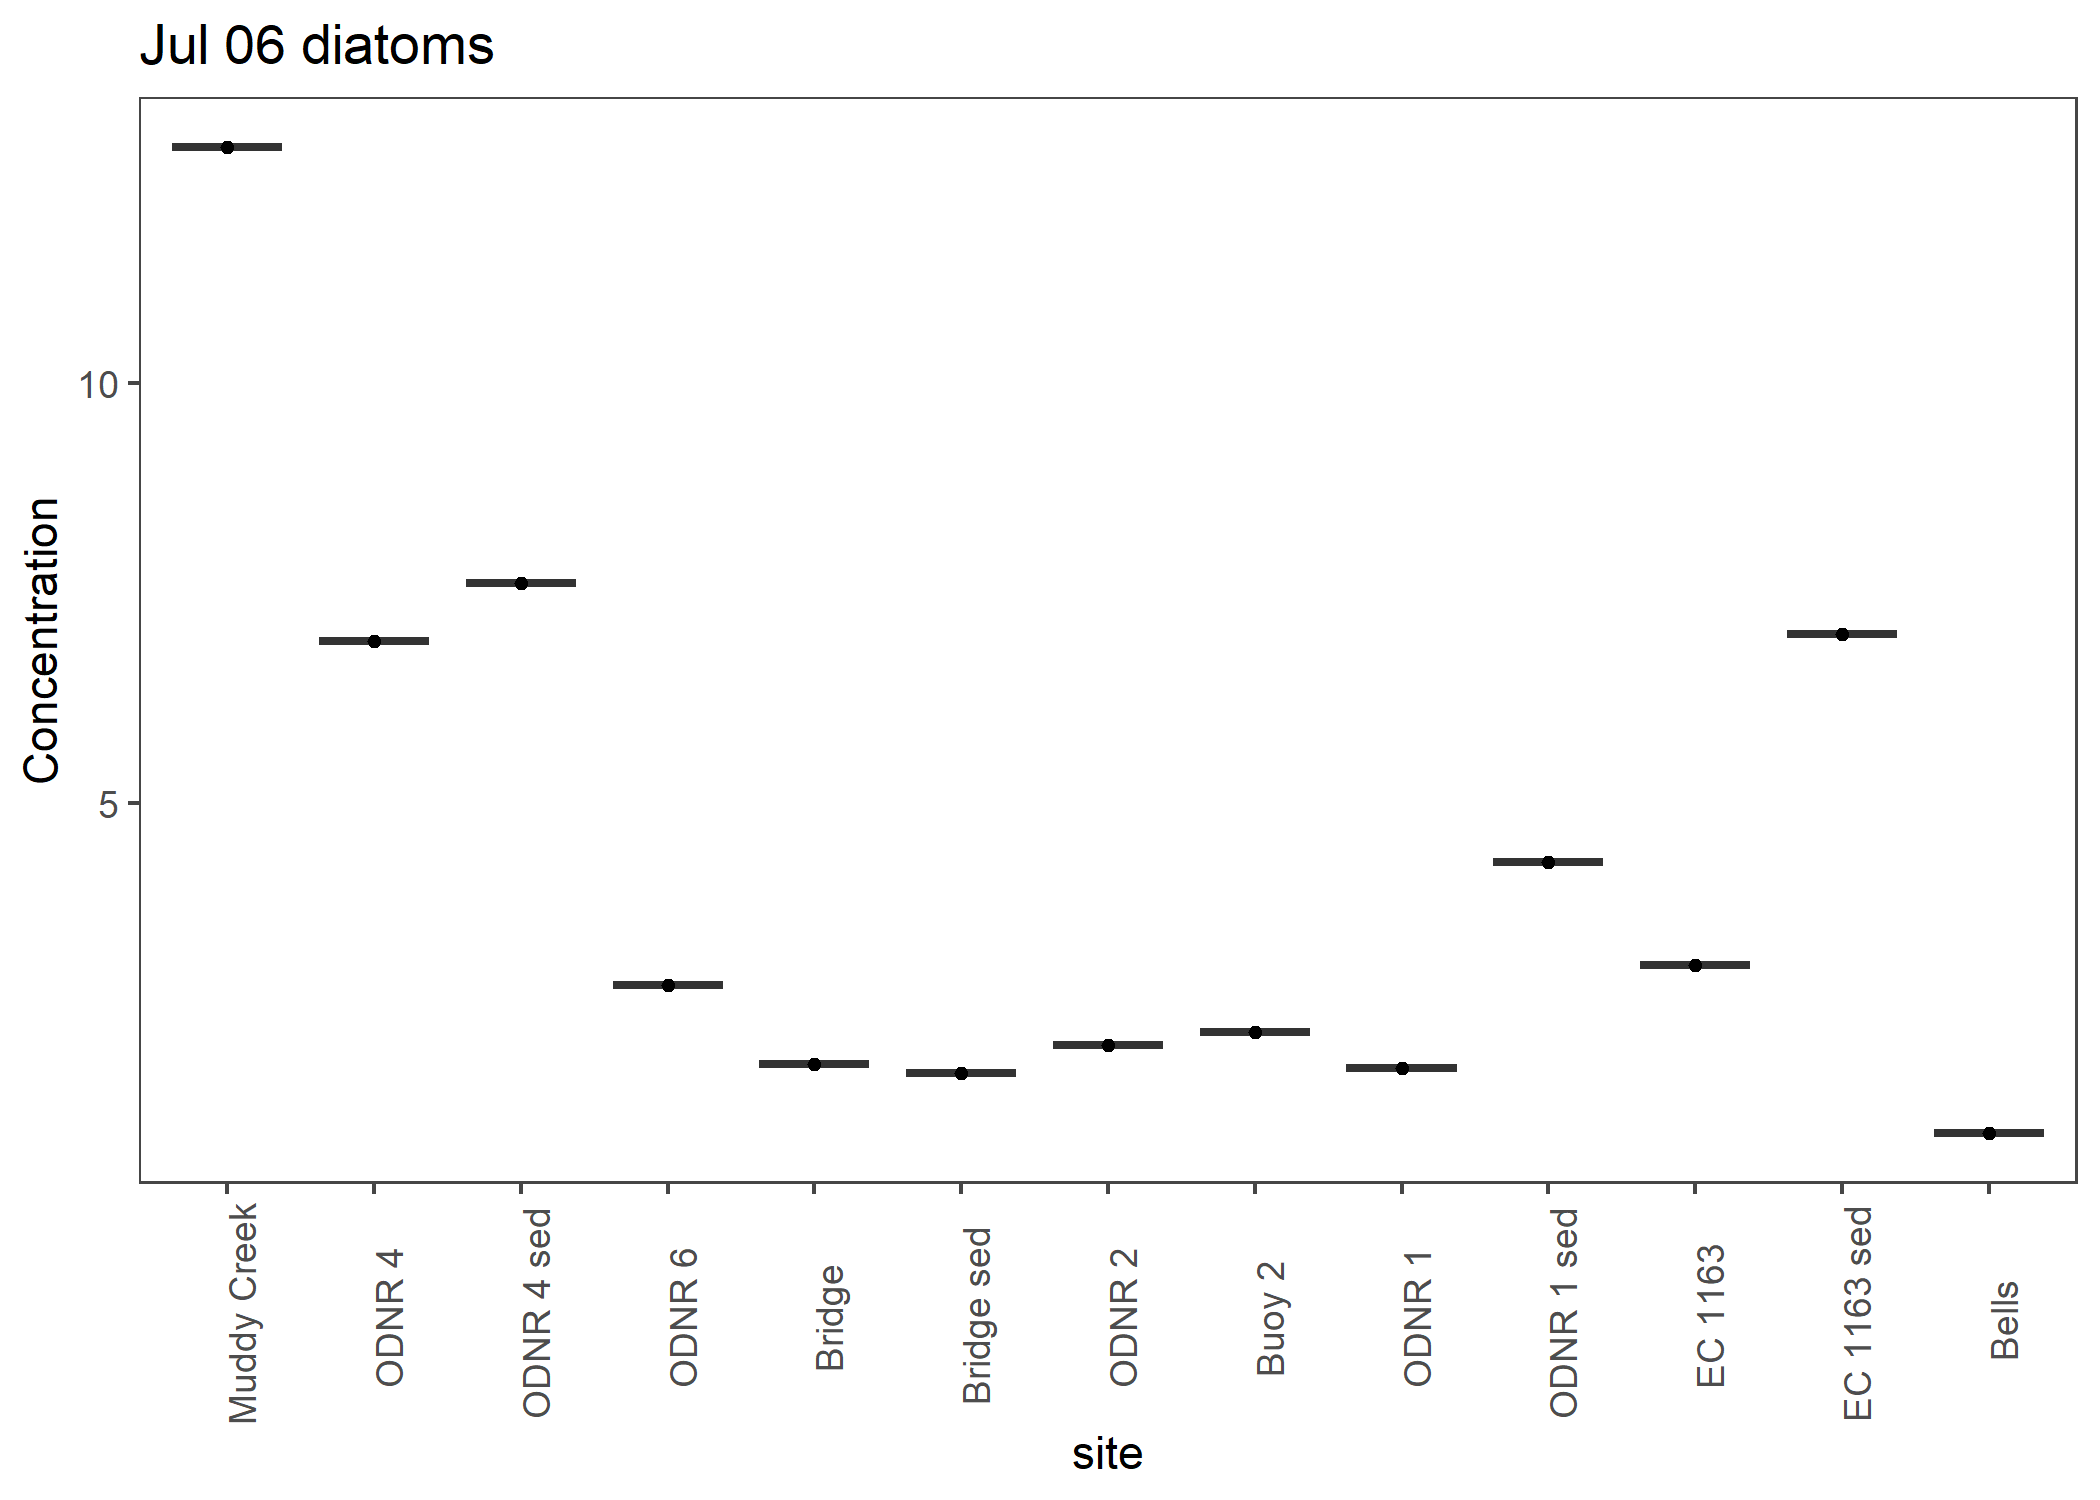 Jul 06 diatoms
Concentration
10
5
Muddy Creek
ODNR 4
ODNR 4 sed
ODNR 6
Bridge
Bridge sed
ODNR 2
Buoy 2
ODNR 1
ODNR 1 sed
EC 1163
EC 1163 sed
Bells
site